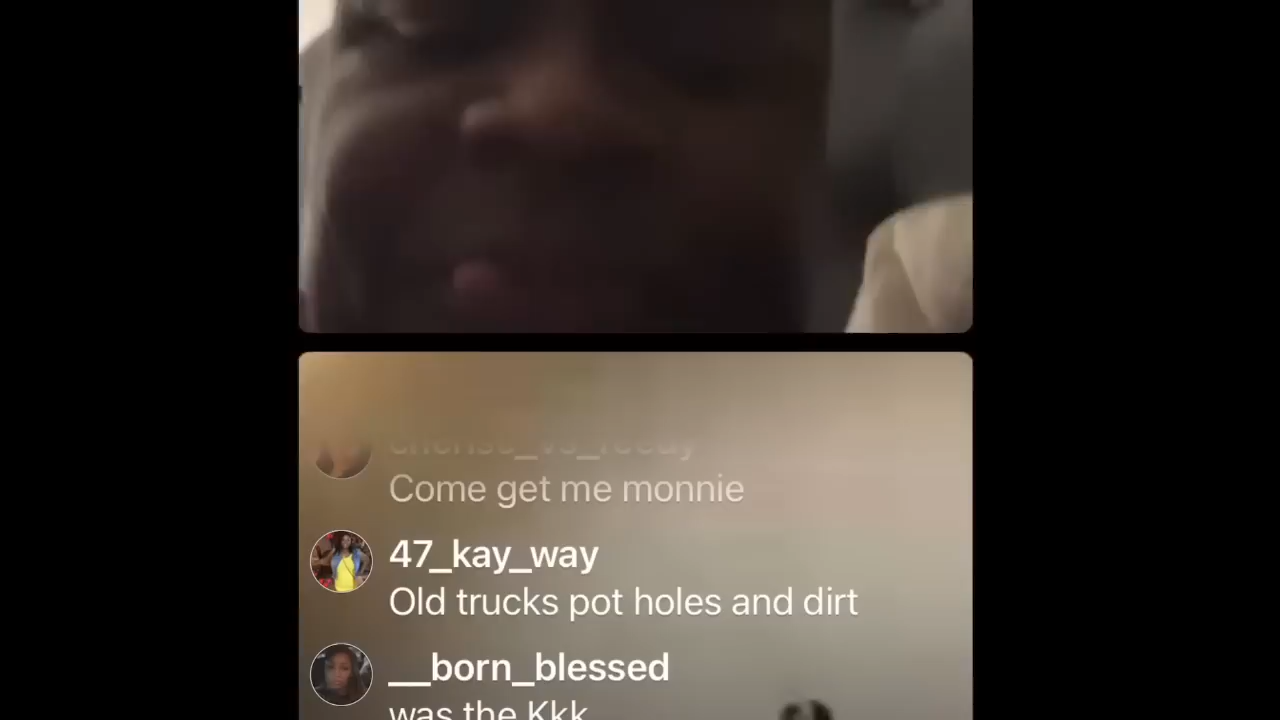 Come get me monnie
47_kay_way
Old trucks pot holes and dirt
__born_blessed
was the Kkk